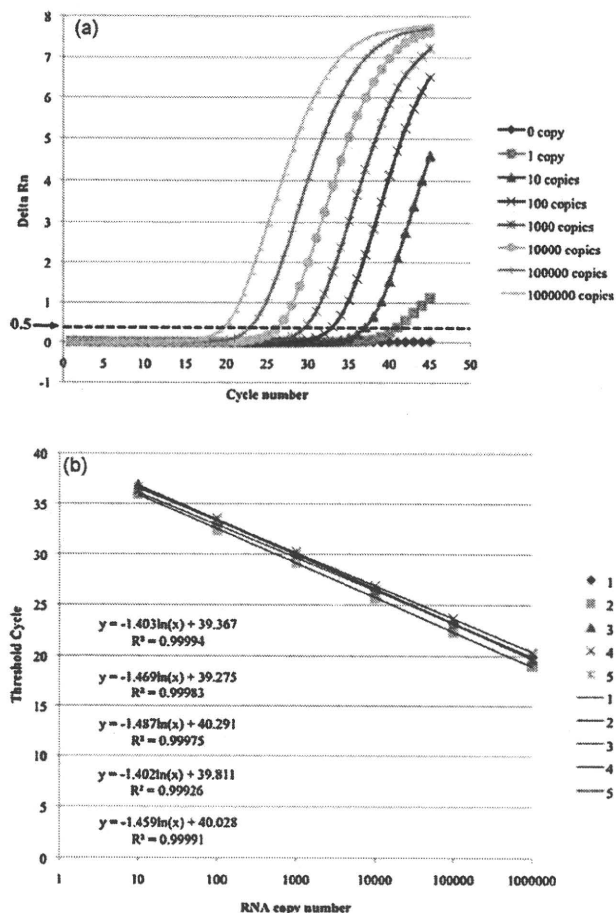 (a)
8
7
6
5
4
3
2
1
0.5
0
-1
Delta Rn
0 5 10 15 20 25 30 35 40 45 50
Cycle number
0 copy
1 copy
10 copies
100 copies
1000 copies
10000 copies
100000 copies
1000000 copies
(b)
40
35
30
25
20
15
10
5
0
Threshold Cycle
y = -1.403ln(x) + 39.367
R² = 0.99994
y = -1.469ln(x) + 39.275
R² = 0.99983
y = -1.487ln(x) + 40.291
R² = 0.99975
y = -1.402ln(x) + 39.811
R² = 0.99926
y = -1.459ln(x) + 40.028
R² = 0.99991
1 10 100 1000 10000 100000 1000000
RNA copy number
1
2
3
4
5
1
2
3
4
5